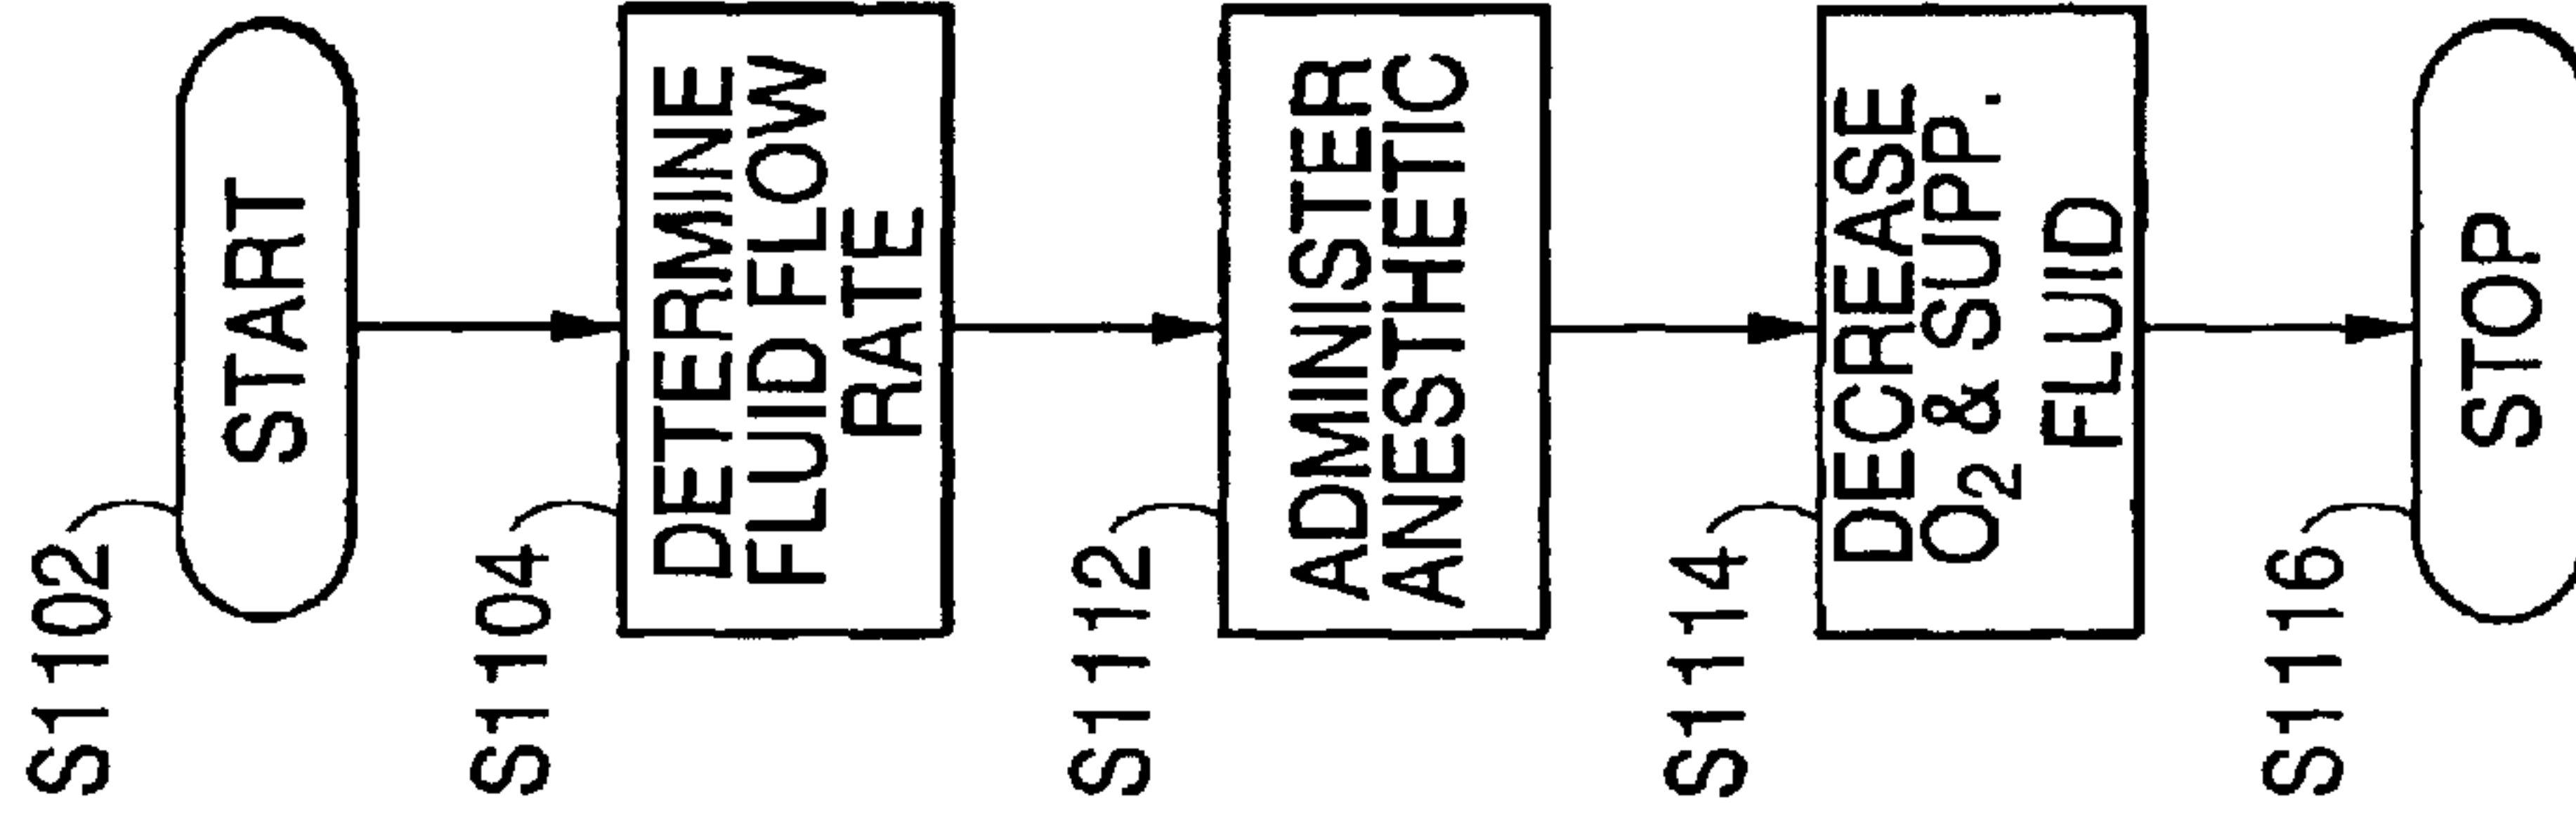 S1102
START
S1104
DETERMINE
FLUID FLOW
RATE
S1112
ADMINISTER
ANESTHETIC
S1114
DECREASE
O₂ & SUPP.
FLUID
S1116
STOP